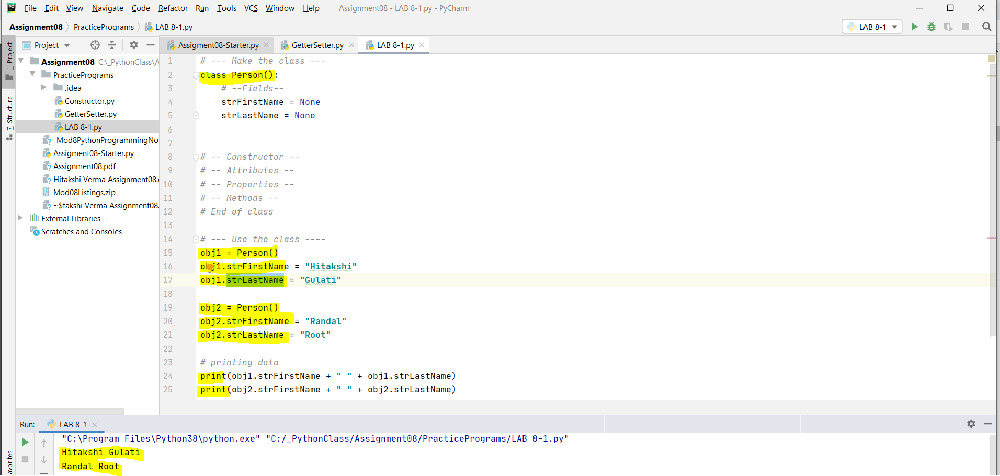 PC File Edit View Navigate Code Refactor Run Tools VCS Window Help Assignment08 - LAB 8-1.py - PyCharm
Assignment08 PracticePrograms LAB 8-1.py LAB 8-1
1: Project
7: Structure
avorites
Project
Assigment08-Starter.py GetterSetter.py LAB 8-1.py
Assignment08 C:\_PythonClass\A
PracticePrograms
.idea
Constructor.py
GetterSetter.py
LAB 8-1.py
_Mod8PythonProgrammingNo
Assigment08-Starter.py
Assignment08.pdf
Hitakshi Verma Assignment08.
Mod08Listings.zip
~$takshi Verma Assignment08.
External Libraries
Scratches and Consoles
1 # --- Make the class ---
2 class Person():
3 # --Fields--
4 strFirstName = None
5 strLastName = None
6
7
8 # -- Constructor --
9 # -- Attributes --
10 # -- Properties --
11 # -- Methods --
12 # End of class
13
14 # --- Use the class ----
15 obj1 = Person()
16 obj1.strFirstName = "Hitakshi"
17 obj1.strLastName = "Gulati"
18
19 obj2 = Person()
20 obj2.strFirstName = "Randal"
21 obj2.strLastName = "Root"
22
23 # printing data
24 print(obj1.strFirstName + " " + obj1.strLastName)
25 print(obj2.strFirstName + " " + obj2.strLastName)
Run: LAB 8-1
"C:\Program Files\Python38\python.exe" "C:/_PythonClass/Assignment08/PracticePrograms/LAB 8-1.py"
Hitakshi Gulati
Randal Root